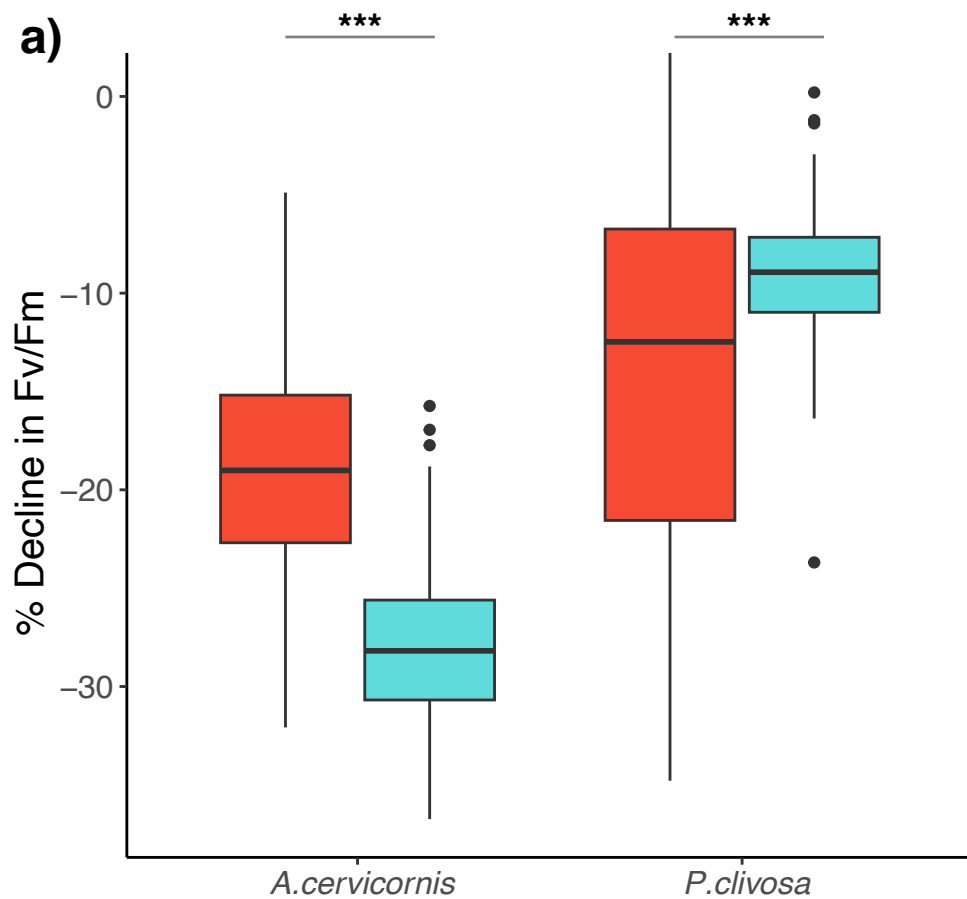 a)
*** ***
% Decline in Fv/Fm
0
−10
−20
−30
A.cervicornis P.clivosa